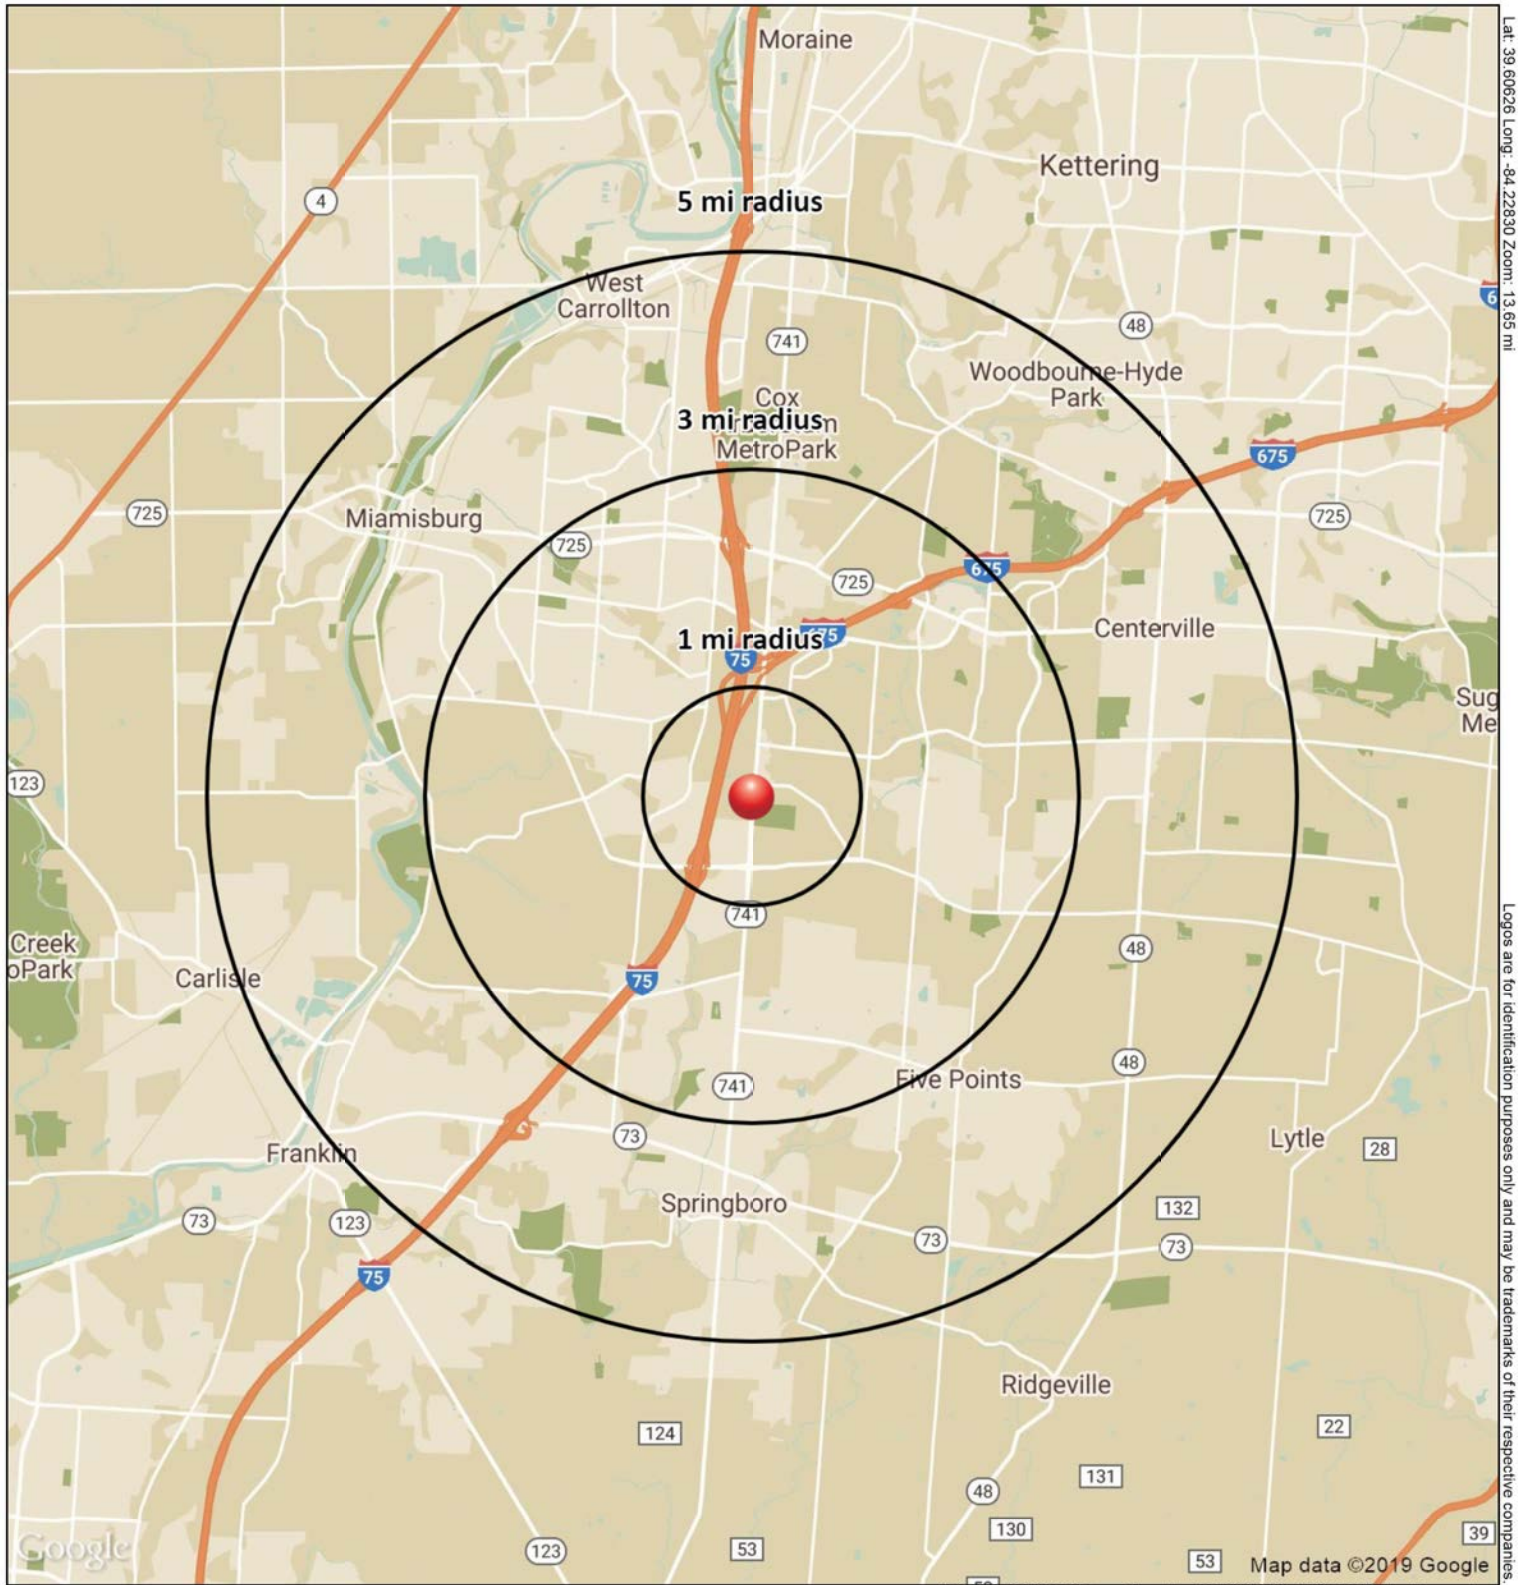 Moraine
Kettering
4
5 mi radius
West
Carrollton
6
48
741
Woodbourne-Hyde
Park
Cox
3 mi radius
MetroPark
675
725
Miamisburg
725
725
675
725
Centerville
675
1 mi radius
75
Sug
Me
123
741
Creek
oPark
48
Carlisle
75
48
Five Points
741
73
Lytle
28
Franklin
Springboro
132
73
123
73
73
75
Ridgeville
124
22
131
48
130
39
Google
123
53
53
Map data ©2019 Google
Lat: 39.60626 Long: -84.22830 Zoom: 13.65 mi
Logos are for identification purposes only and may be trademarks of their respective companies.